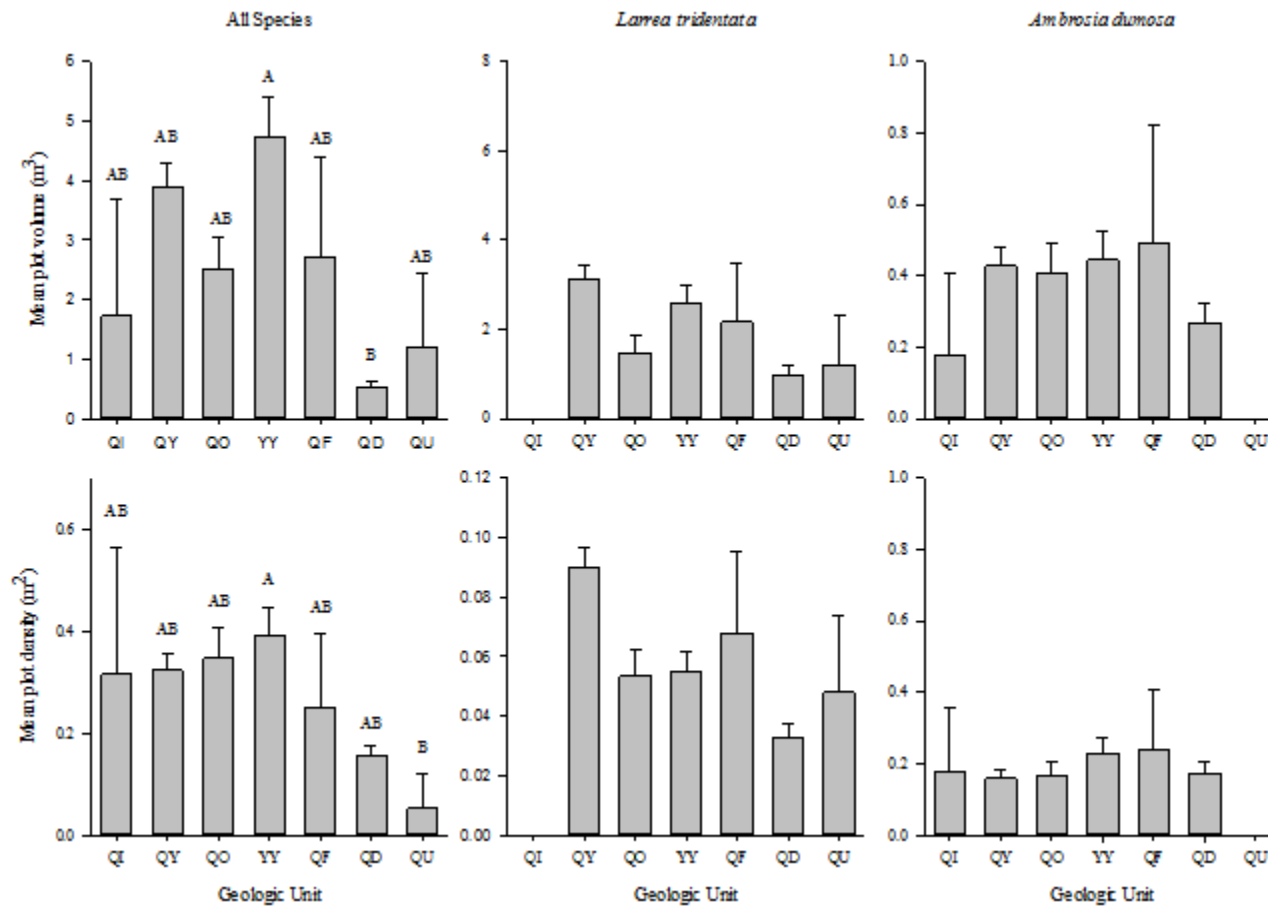 All Species
Larrea tridentata
Ambrosia dumosa
Mean plot volume (m³)
6
5
4
3
2
1
0
AB
AB
AB
A
AB
B
AB
QI QY QO YY QF QD QU
8
6
4
2
0
QI QY QO YY QF QD QU
1.0
0.8
0.6
0.4
0.2
0.0
QI QY QO YY QF QD QU
Mean plot density (m²)
0.6
0.4
0.2
0.0
AB
AB
AB
A
AB
AB
B
QI QY QO YY QF QD QU
Geologic Unit
0.12
0.10
0.08
0.06
0.04
0.02
0.00
QI QY QO YY QF QD QU
Geologic Unit
1.0
0.8
0.6
0.4
0.2
0.0
QI QY QO YY QF QD QU
Geologic Unit